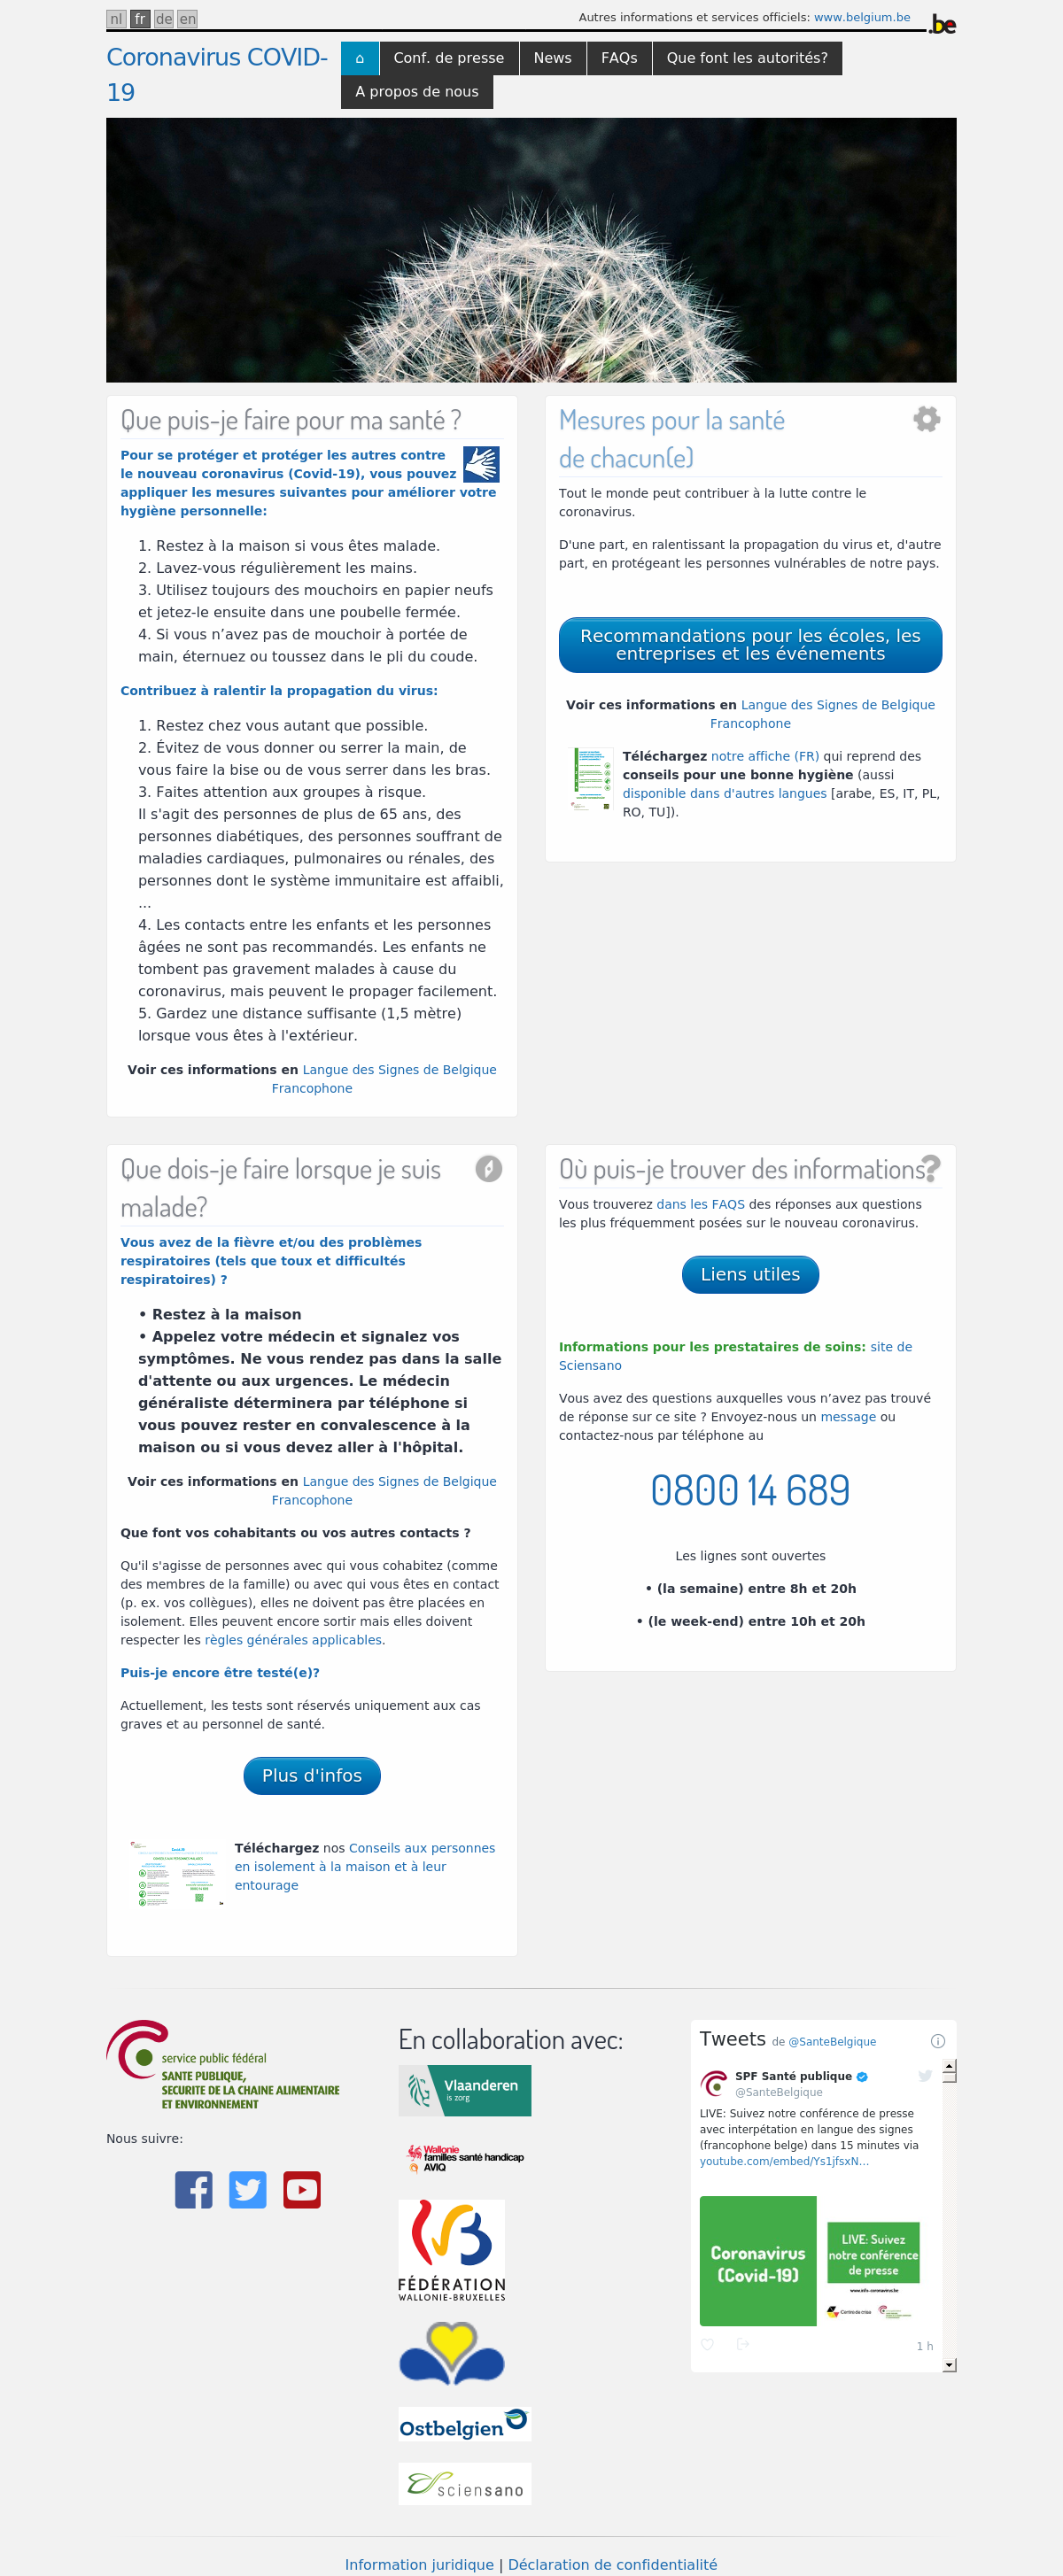 nl fr de en
Autres informations et services officiels: www.belgium.be
.be
Coronavirus COVID-
19
⌂ Conf. de presse News FAQs Que font les autorités?
A propos de nous
Que puis-je faire pour ma santé ?
Pour se protéger et protéger les autres contre
le nouveau coronavirus (Covid-19), vous pouvez
appliquer les mesures suivantes pour améliorer votre
hygiène personnelle:
1. Restez à la maison si vous êtes malade.
2. Lavez-vous régulièrement les mains.
3. Utilisez toujours des mouchoirs en papier neufs
et jetez-le ensuite dans une poubelle fermée.
4. Si vous n’avez pas de mouchoir à portée de
main, éternuez ou toussez dans le pli du coude.
Contribuez à ralentir la propagation du virus:
1. Restez chez vous autant que possible.
2. Évitez de vous donner ou serrer la main, de
vous faire la bise ou de vous serrer dans les bras.
3. Faites attention aux groupes à risque.
Il s'agit des personnes de plus de 65 ans, des
personnes diabétiques, des personnes souffrant de
maladies cardiaques, pulmonaires ou rénales, des
personnes dont le système immunitaire est affaibli,
...
4. Les contacts entre les enfants et les personnes
âgées ne sont pas recommandés. Les enfants ne
tombent pas gravement malades à cause du
coronavirus, mais peuvent le propager facilement.
5. Gardez une distance suffisante (1,5 mètre)
lorsque vous êtes à l'extérieur.
Voir ces informations en Langue des Signes de Belgique
Francophone
Mesures pour la santé
de chacun(e)
Tout le monde peut contribuer à la lutte contre le
coronavirus.
D'une part, en ralentissant la propagation du virus et, d'autre
part, en protégeant les personnes vulnérables de notre pays.
Recommandations pour les écoles, les
entreprises et les événements
Voir ces informations en Langue des Signes de Belgique
Francophone
Téléchargez notre affiche (FR) qui reprend des
conseils pour une bonne hygiène (aussi
disponible dans d'autres langues [arabe, ES, IT, PL,
RO, TU]).
Que dois-je faire lorsque je suis
malade?
Vous avez de la fièvre et/ou des problèmes
respiratoires (tels que toux et difficultés
respiratoires) ?
• Restez à la maison
• Appelez votre médecin et signalez vos
symptômes. Ne vous rendez pas dans la salle
d'attente ou aux urgences. Le médecin
généraliste déterminera par téléphone si
vous pouvez rester en convalescence à la
maison ou si vous devez aller à l'hôpital.
Voir ces informations en Langue des Signes de Belgique
Francophone
Que font vos cohabitants ou vos autres contacts ?
Qu'il s'agisse de personnes avec qui vous cohabitez (comme
des membres de la famille) ou avec qui vous êtes en contact
(p. ex. vos collègues), elles ne doivent pas être placées en
isolement. Elles peuvent encore sortir mais elles doivent
respecter les règles générales applicables.
Puis-je encore être testé(e)?
Actuellement, les tests sont réservés uniquement aux cas
graves et au personnel de santé.
Plus d'infos
Téléchargez nos Conseils aux personnes
en isolement à la maison et à leur
entourage
Où puis-je trouver des informations?
Vous trouverez dans les FAQS des réponses aux questions
les plus fréquemment posées sur le nouveau coronavirus.
Liens utiles
Informations pour les prestataires de soins: site de
Sciensano
Vous avez des questions auxquelles vous n’avez pas trouvé
de réponse sur ce site ? Envoyez-nous un message ou
contactez-nous par téléphone au
0800 14 689
Les lignes sont ouvertes
• (la semaine) entre 8h et 20h
• (le week-end) entre 10h et 20h
service public fédéral
SANTE PUBLIQUE,
SECURITE DE LA CHAINE ALIMENTAIRE
ET ENVIRONNEMENT
Nous suivre:
En collaboration avec:
Vlaanderen
is zorg
Wallonie
familles santé handicap
AVIQ
FÉDÉRATION
WALLONIE-BRUXELLES
Ostbelgien
sciensano
Tweets de @SanteBelgique
SPF Santé publique
@SanteBelgique
LIVE: Suivez notre conférence de presse
avec interpétation en langue des signes
(francophone belge) dans 15 minutes via
youtube.com/embed/Ys1jfsxN…
Coronavirus
(Covid-19)
LIVE: Suivez
notre conférence
de presse
www.info-coronavirus.be
Centre de crise
1 h
Information juridique | Déclaration de confidentialité